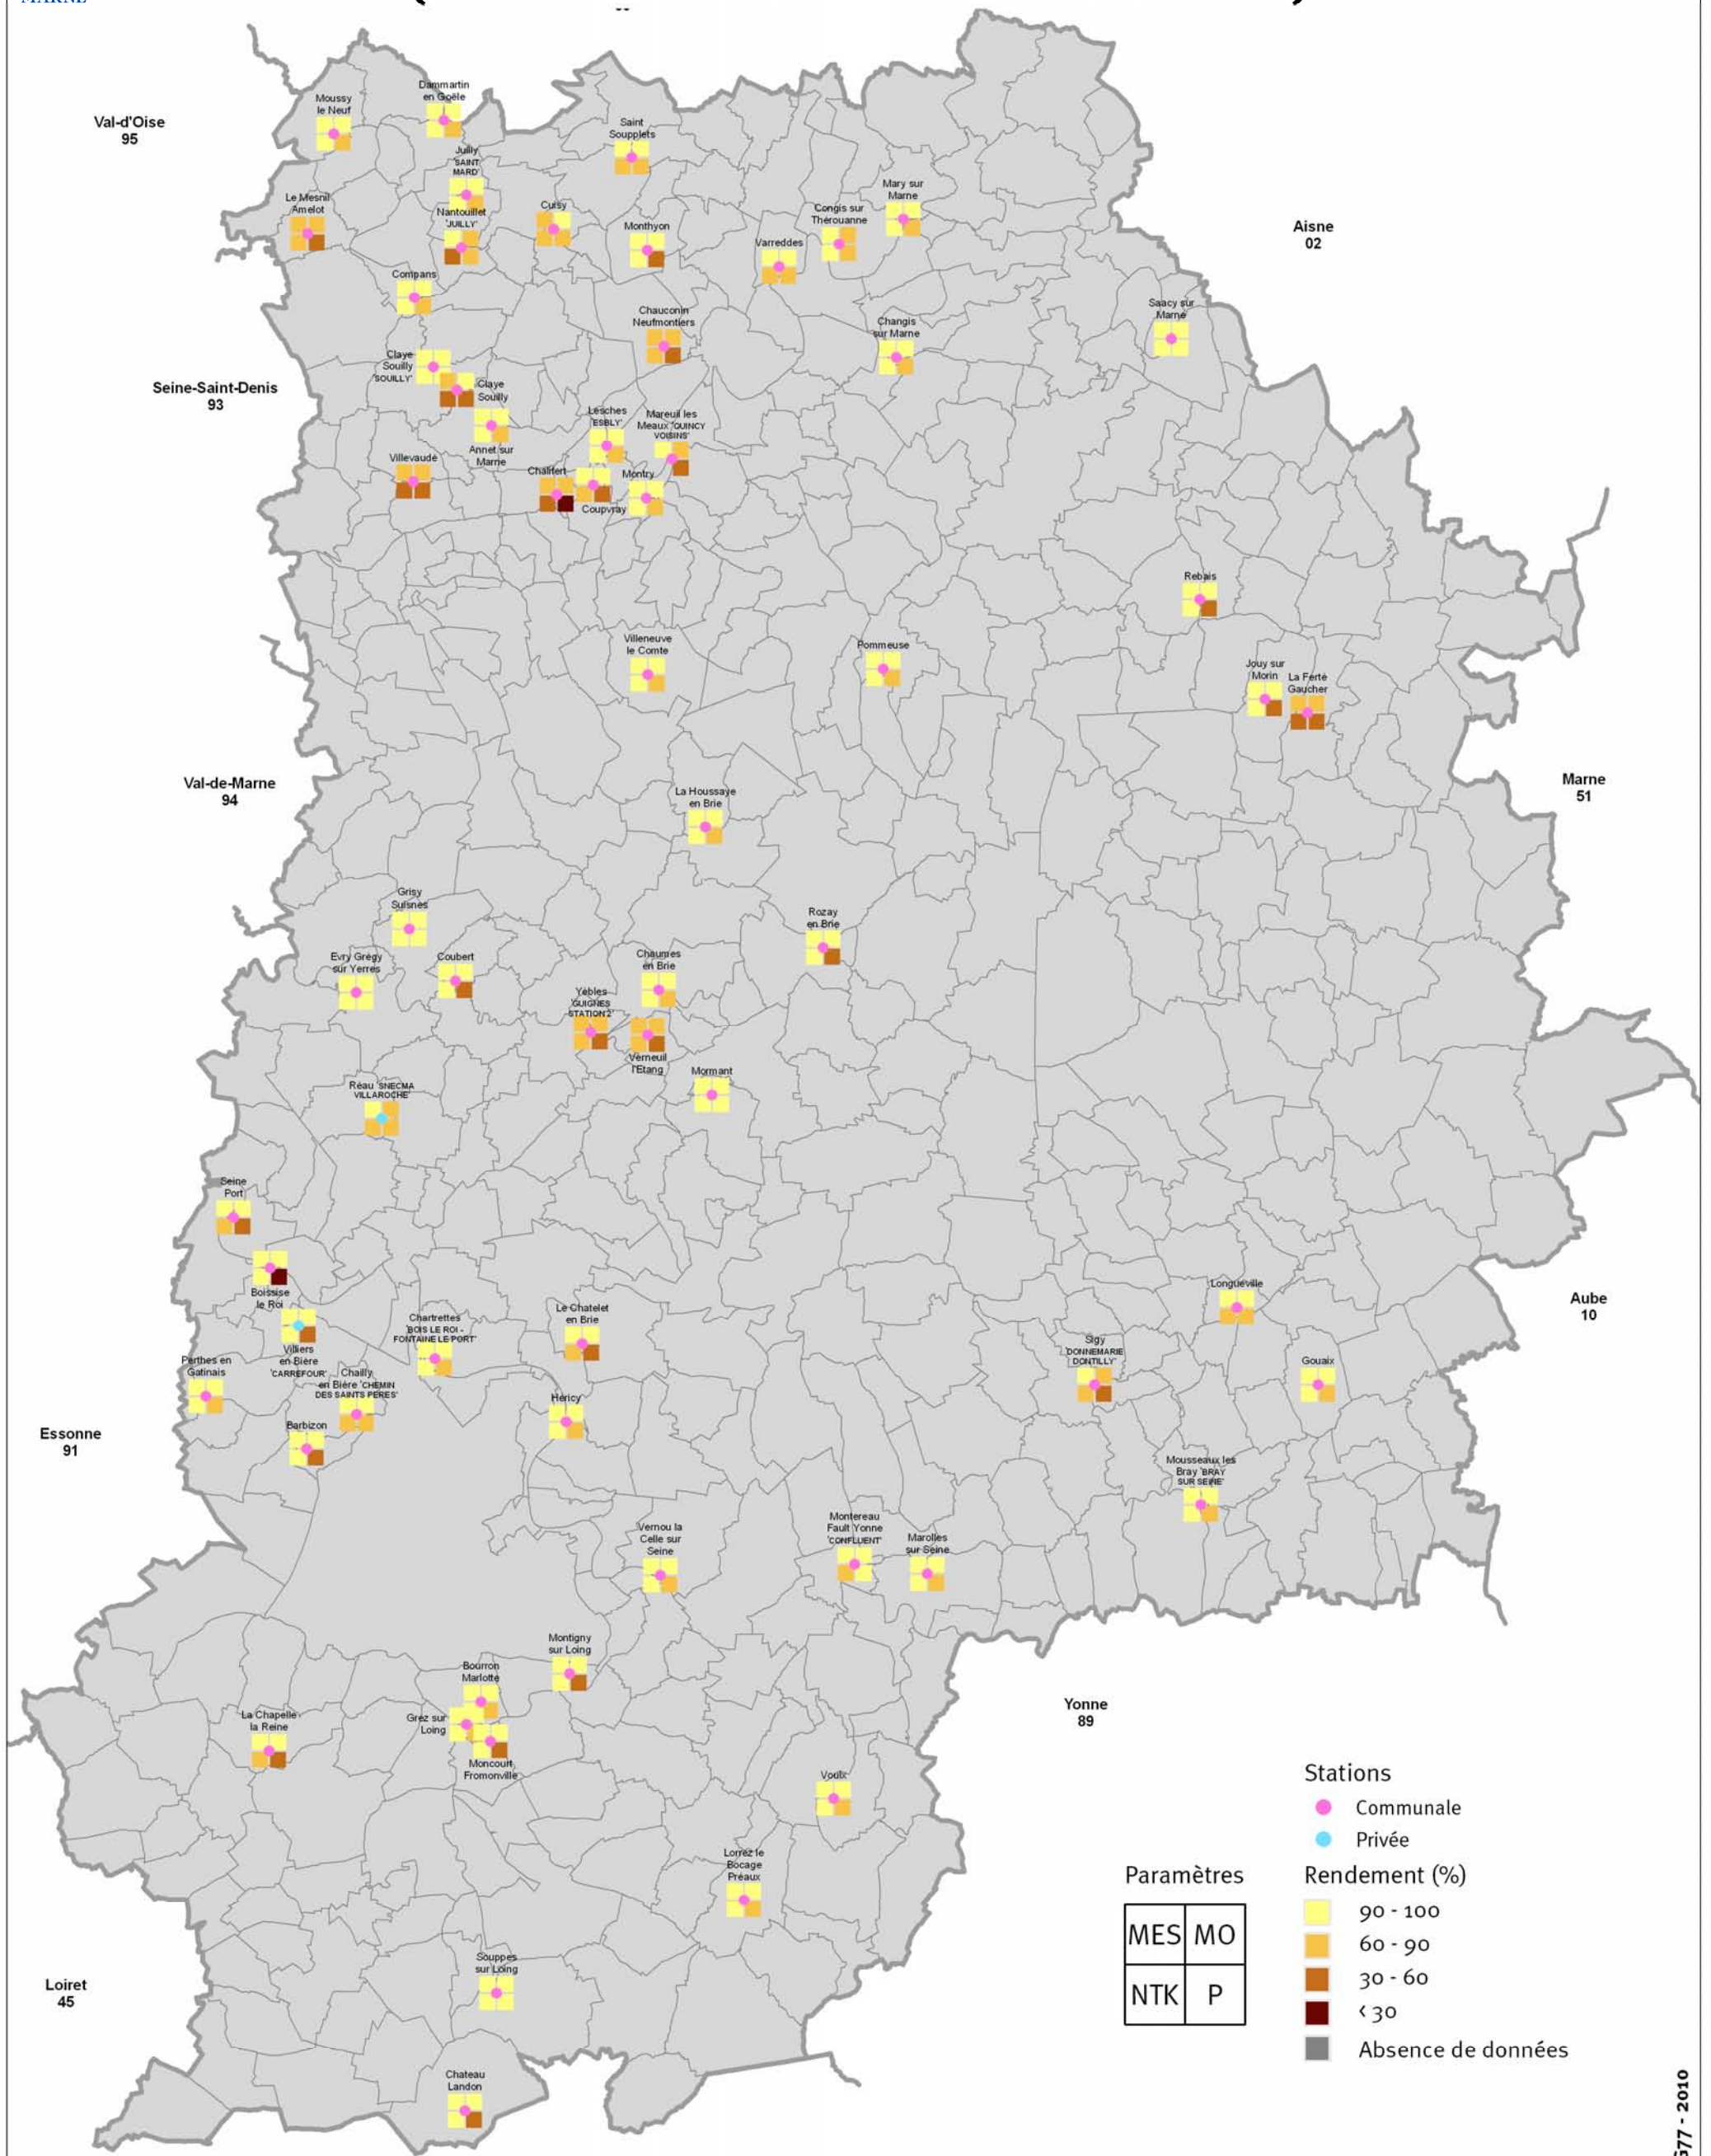 MARNE
Val-d'Oise
95
Moussy
le Neuf
Dammartin
en Goële
Saint
Soupplets
Juilly
'SAINT
MARD'
Le Mesnil
Amelot
Nantouillet
'JUILLY'
Cuisy
Monthyon
Varreddes
Congis sur
Thérouanne
Mary sur
Marne
Aisne
02
Compans
Chauconin
Neufmontiers
Changis
sur Marne
Saacy sur
Marne
Seine-Saint-Denis
93
Claye
Souilly
'SOUILLY'
Claye
Souilly
Annet sur
Marne
Lesches
'ESBLY'
Mareuil les
Meaux 'QUINCY
VOISINS'
Villevaudé
Chalifert
Coupvray
Montry
Rebais
Villeneuve
le Comte
Pommeuse
Jouy sur
Morin
La Ferté
Gaucher
Val-de-Marne
94
La Houssaye
en Brie
Marne
51
Grisy
Suisnes
Rozay
en Brie
Evry Grégy
sur Yerres
Coubert
Chaumes
en Brie
Yèbles
'GUIGNES
STATION 2'
Verneuil
l'Etang
Mormant
Réau 'SNECMA
VILLAROCHE'
Seine
Port
Boissise
le Roi
Longueville
Aube
10
Villiers
en Bière
'CARREFOUR'
Chartrettes
'BOIS LE ROI -
FONTAINE LE PORT'
Le Chatelet
en Brie
Sigy
'DONNEMARIE
DONTILLY'
Gouaix
Perthes en
Gatinais
Chailly
en Bière 'CHEMIN
DES SAINTS PERES'
Héricy
Barbizon
Essonne
91
Mousseaux les
Bray 'BRAY
SUR SEINE'
Vernou la
Celle sur
Seine
Montereau
Fault Yonne
'CONFLUENT'
Marolles
sur Seine
Montigny
sur Loing
Bourron
Marlotte
Grez sur
Loing
Moncourt
Fromonville
La Chapelle
la Reine
Yonne
89
Voulx
Lorrez le
Bocage
Préaux
Souppes
sur Loing
Loiret
45
Chateau
Landon
Stations
Communale
Privée
Paramètres
MES MO
NTK P
Rendement (%)
90 - 100
60 - 90
30 - 60
< 30
Absence de données
77 - 2010